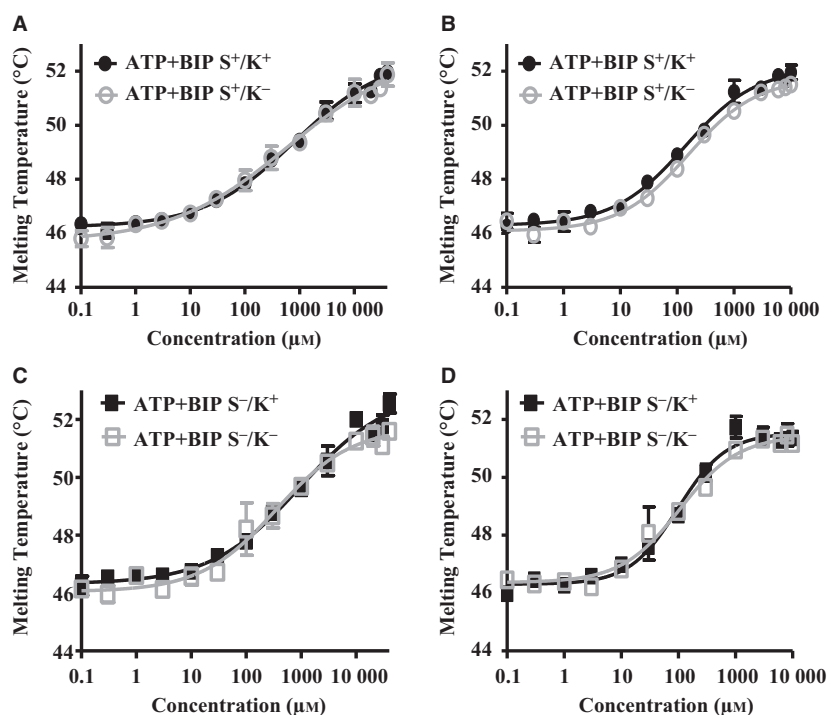 A
ATP+BIP S⁺/K⁺
ATP+BIP S⁺/K⁻
Melting Temperature (°C)
52
50
48
46
44
0.1 1 10 100 1000 10 000
Concentration (μM)
B
ATP+BIP S⁺/K⁺
ATP+BIP S⁺/K⁻
Melting Temperature (°C)
52
50
48
46
44
0.1 1 10 100 1000 10 000
Concentration (μM)
C
ATP+BIP S⁻/K⁺
ATP+BIP S⁻/K⁻
Melting Temperature (°C)
52
50
48
46
44
0.1 1 10 100 1000 10 000
Concentration (μM)
D
ATP+BIP S⁻/K⁺
ATP+BIP S⁻/K⁻
Melting Temperature (°C)
52
50
48
46
44
0.1 1 10 100 1000 10 000
Concentration (μM)